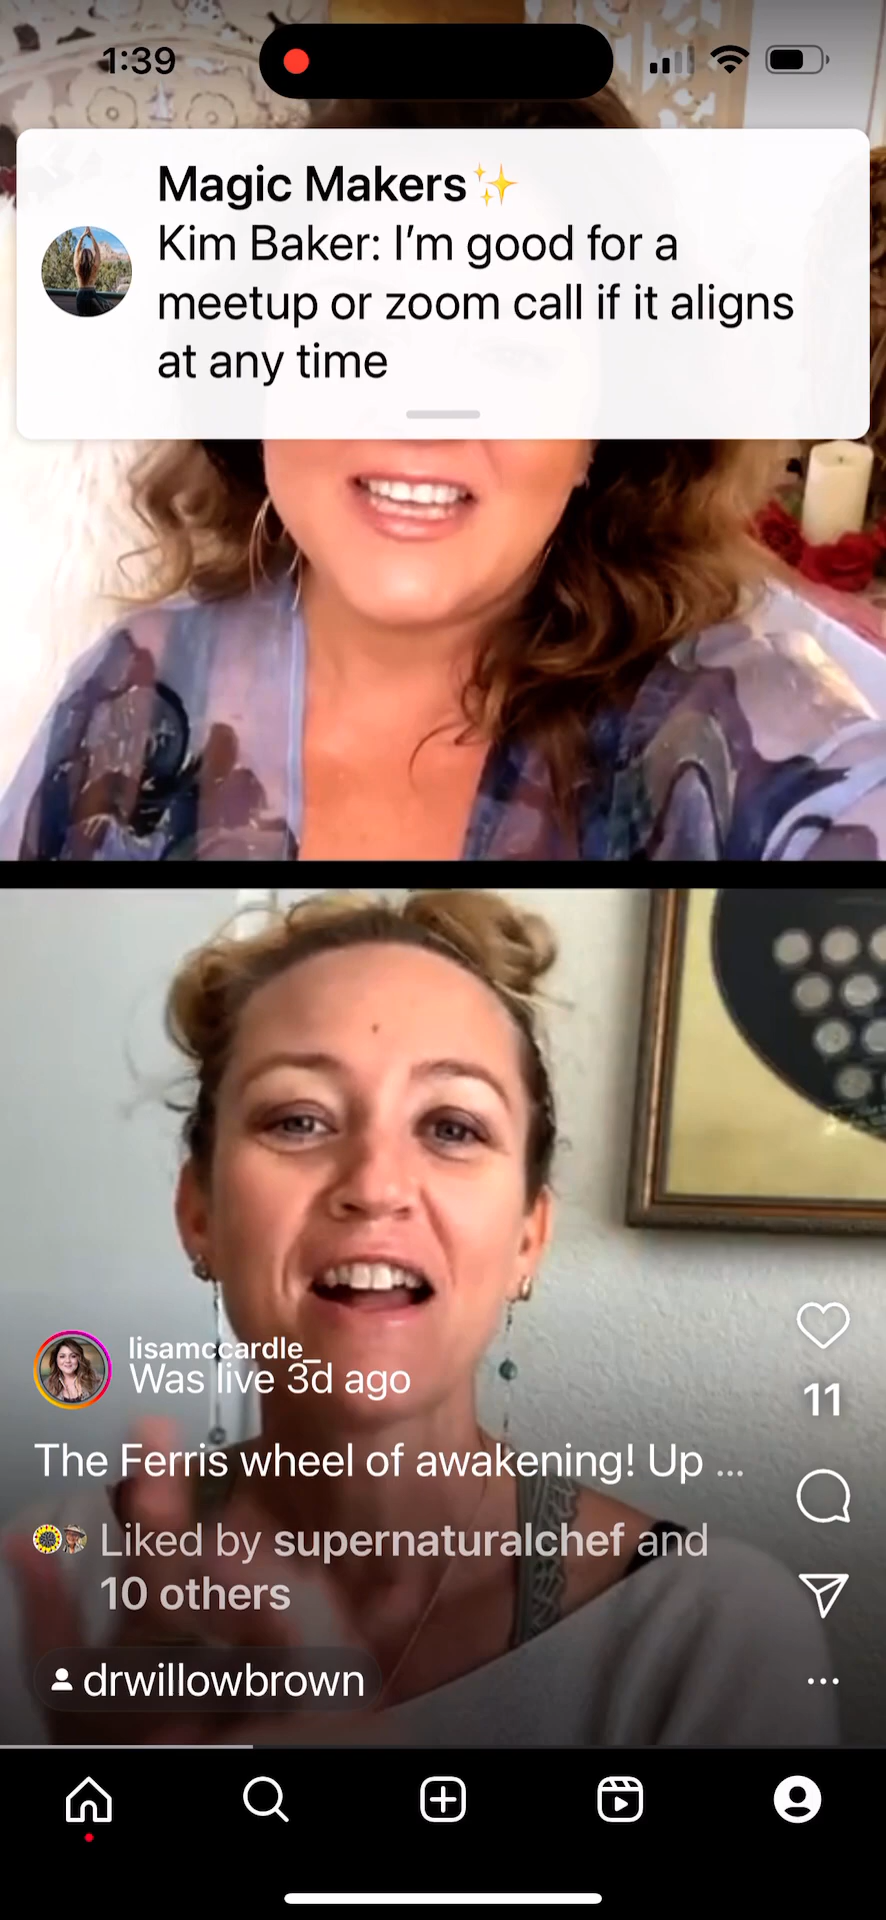 1:39
Magic Makers✨
Kim Baker: I’m good for a
meetup or zoom call if it aligns
at any time
lisamccardle_
Was live 3d ago
The Ferris wheel of awakening! Up ...
Liked by supernaturalchef and
10 others
drwillowbrown
11